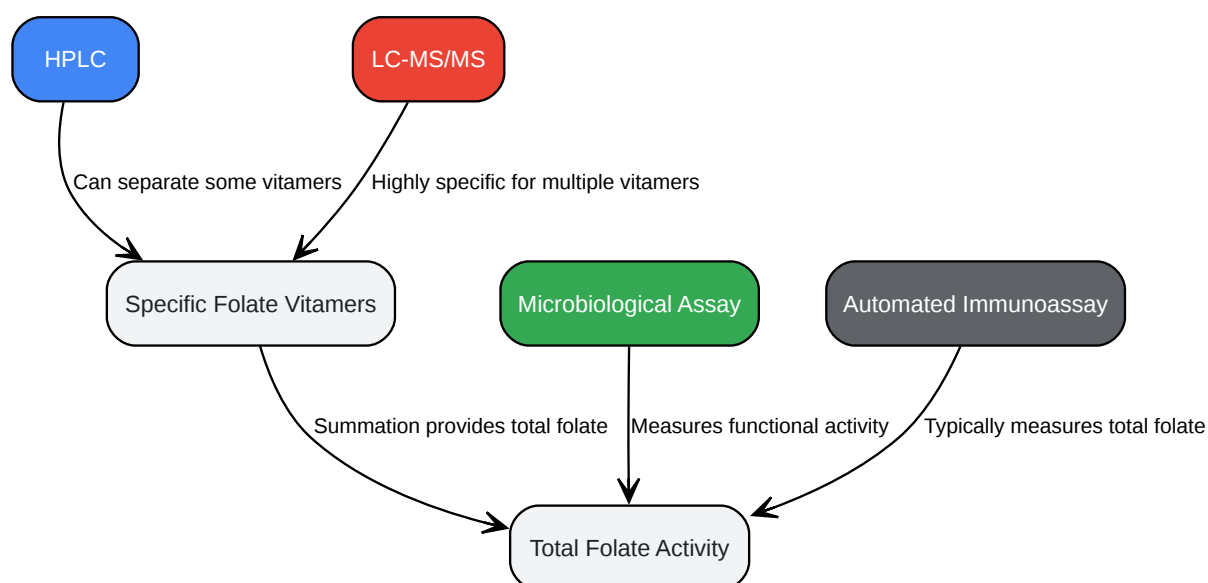 HPLC
LC-MS/MS
Can separate some vitamers
Highly specific for multiple vitamers
Specific Folate Vitamers
Microbiological Assay
Automated Immunoassay
Summation provides total folate
Measures functional activity
Typically measures total folate
Total Folate Activity